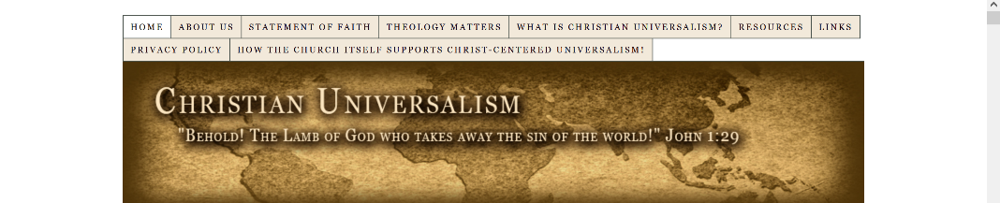 HOME ABOUT US STATEMENT OF FAITH THEOLOGY MATTERS WHAT IS CHRISTIAN UNIVERSALISM? RESOURCES LINKS
PRIVACY POLICY HOW THE CHURCH ITSELF SUPPORTS CHRIST-CENTERED UNIVERSALISM!
CHRISTIAN UNIVERSALISM
"BEHOLD! THE LAMB OF GOD WHO TAKES AWAY THE SIN OF THE WORLD!" JOHN 1:29